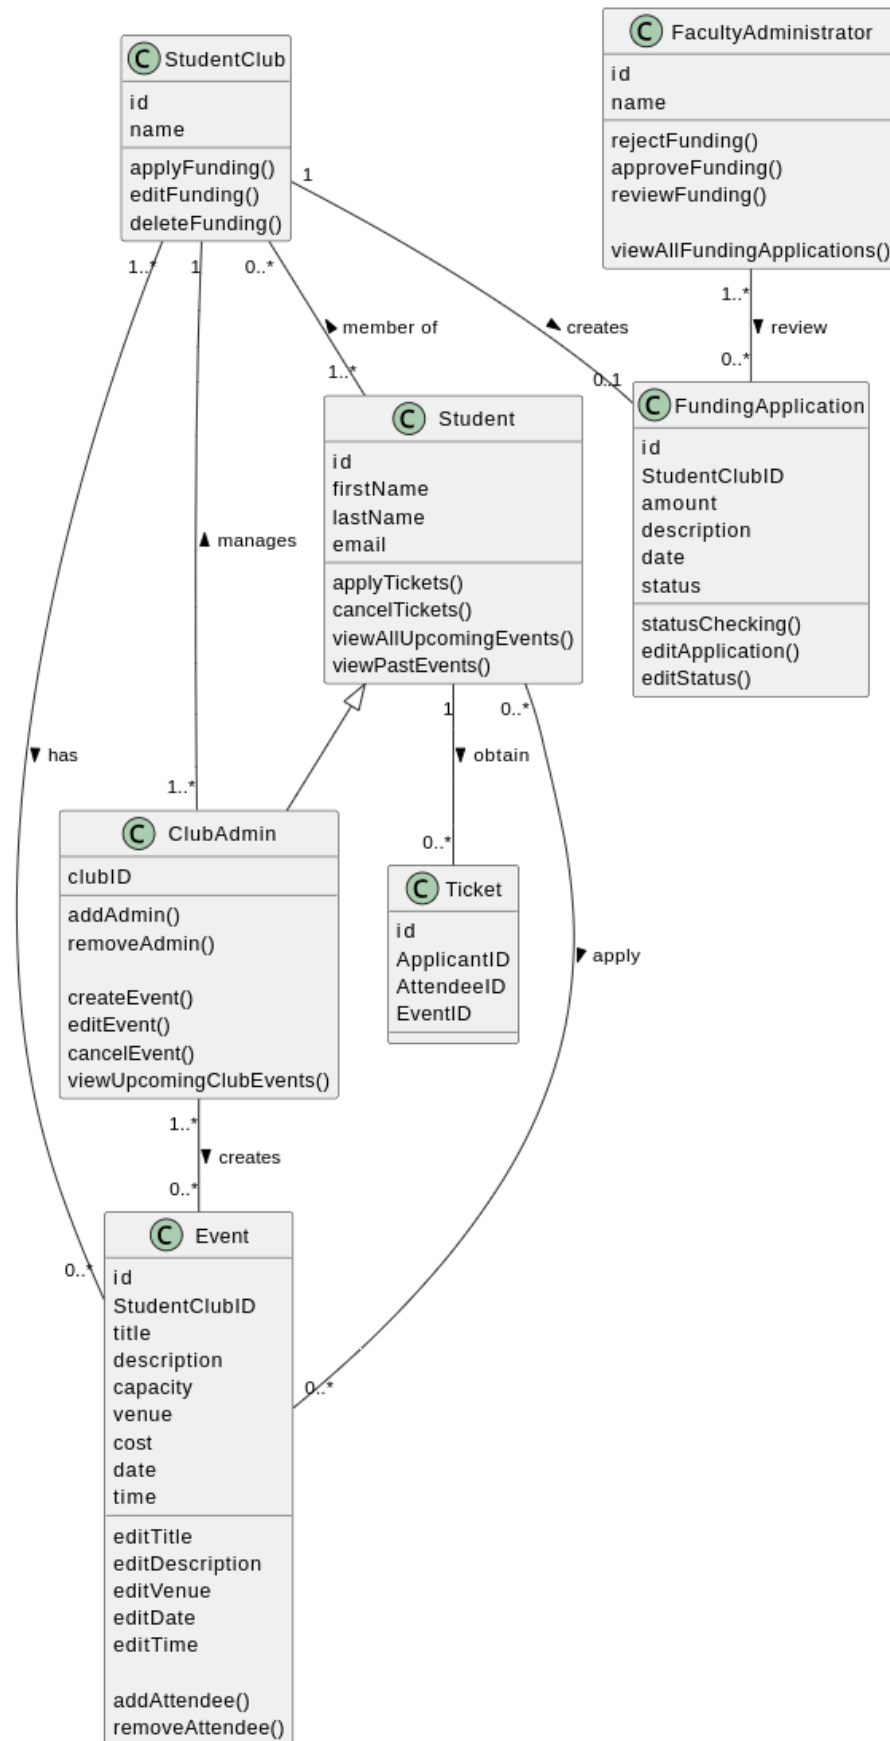 C StudentClub
id
name
applyFunding()
editFunding()
deleteFunding()
C FacultyAdministrator
id
name
rejectFunding()
approveFunding()
reviewFunding()
viewAllFundingApplications()
1
1..*
1
0..*
member of
1..*
creates
0..1
1..*
review
0..*
C Student
id
firstName
lastName
email
applyTickets()
cancelTickets()
viewAllUpcomingEvents()
viewPastEvents()
C FundingApplication
id
StudentClubID
amount
description
date
status
statusChecking()
editApplication()
editStatus()
manages
1..*
has
1
obtain
0..*
0..*
apply
C ClubAdmin
clubID
addAdmin()
removeAdmin()
createEvent()
editEvent()
cancelEvent()
viewUpcomingClubEvents()
C Ticket
id
ApplicantID
AttendeeID
EventID
1..*
creates
0..*
0..*
0..*
C Event
id
StudentClubID
title
description
capacity
venue
cost
date
time
editTitle
editDescription
editVenue
editDate
editTime
addAttendee()
removeAttendee()